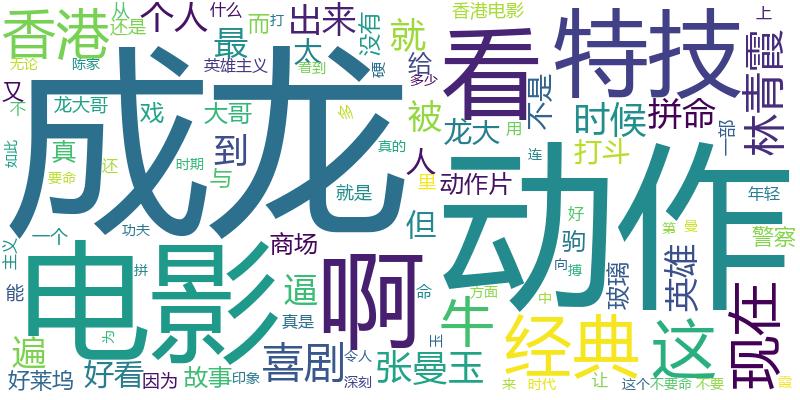 从
什么
打
香港电影
上
香港
还是
个人
而
出来
没有
看
特技
最
太
就
不是
林青霞
无论
陈家
英雄主义
看到
硬
给
多少
又
成龙
不
龙大哥
戏
大哥
多
被
龙大
用
时候
拼命
一部
如此
真
到
真的
人
打斗
连
要命
还
时期
与
里
动作片
动作
就是
年轻
主义
一个
功夫
商场
但
驹
好
第
曼
警察
电影
拼
啊
向
搏
玻璃
英雄
现在
能
逼
命
方面
中
为
真是
牛
经典
这
遍
玉
喜剧
令人
张曼玉
好莱坞
好看
因为
故事
印象
深刻
来
时代
让
这个
不要命
不要
霞